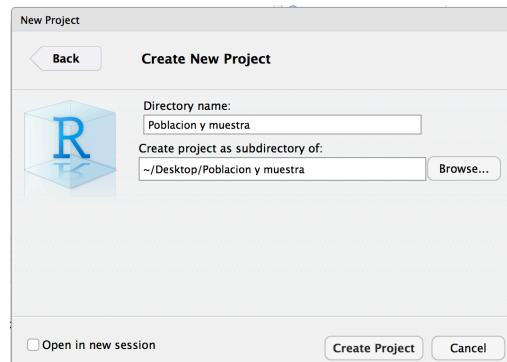 New Project
Back
Create New Project
R
Directory name:
Poblacion y muestra
Create project as subdirectory of:
~/Desktop/Poblacion y muestra
Browse...
Open in new session
Create Project
Cancel